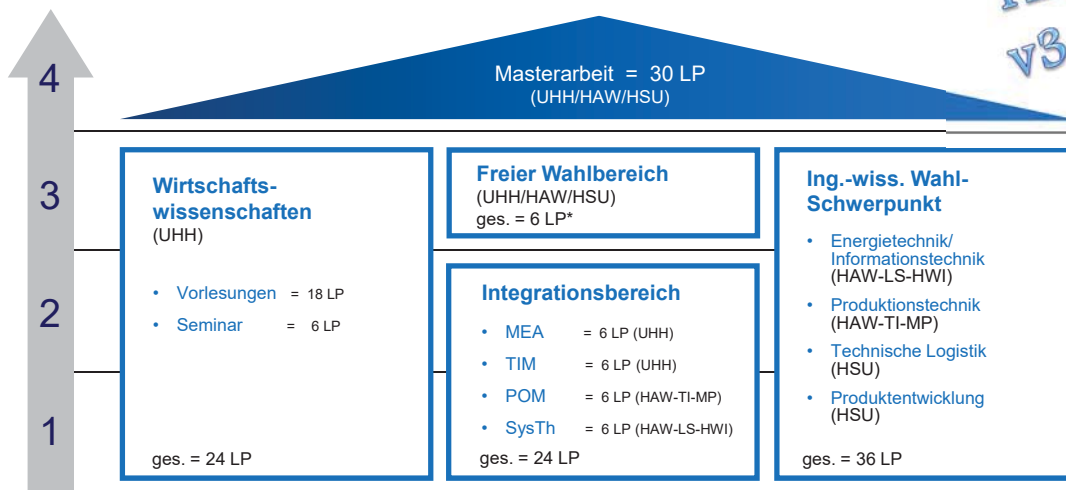 4
Masterarbeit = 30 LP
(UHH/HAW/HSU)
v3
3
Wirtschafts-
wissenschaften
(UHH)
• Vorlesungen = 18 LP
• Seminar = 6 LP
ges. = 24 LP
Freier Wahlbereich
(UHH/HAW/HSU)
ges. = 6 LP*
Integrationsbereich
• MEA = 6 LP (UHH)
• TIM = 6 LP (UHH)
• POM = 6 LP (HAW-TI-MP)
• SysTh = 6 LP (HAW-LS-HWI)
ges. = 24 LP
Ing.-wiss. Wahl-
Schwerpunkt
• Energietechnik/
Informationstechnik
(HAW-LS-HWI)
• Produktionstechnik
(HAW-TI-MP)
• Technische Logistik
(HSU)
• Produktentwicklung
(HSU)
ges. = 36 LP
2
1